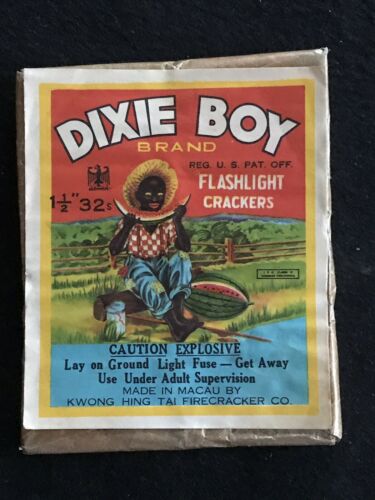 DIXIE BOY
BRAND
REG. U. S. PAT. OFF.
FLASHLIGHT
CRACKERS
1½" 32s
CAUTION EXPLOSIVE
Lay on Ground Light Fuse — Get Away
Use Under Adult Supervision
MADE IN MACAU BY
KWONG HING TAI FIRECRACKER CO.